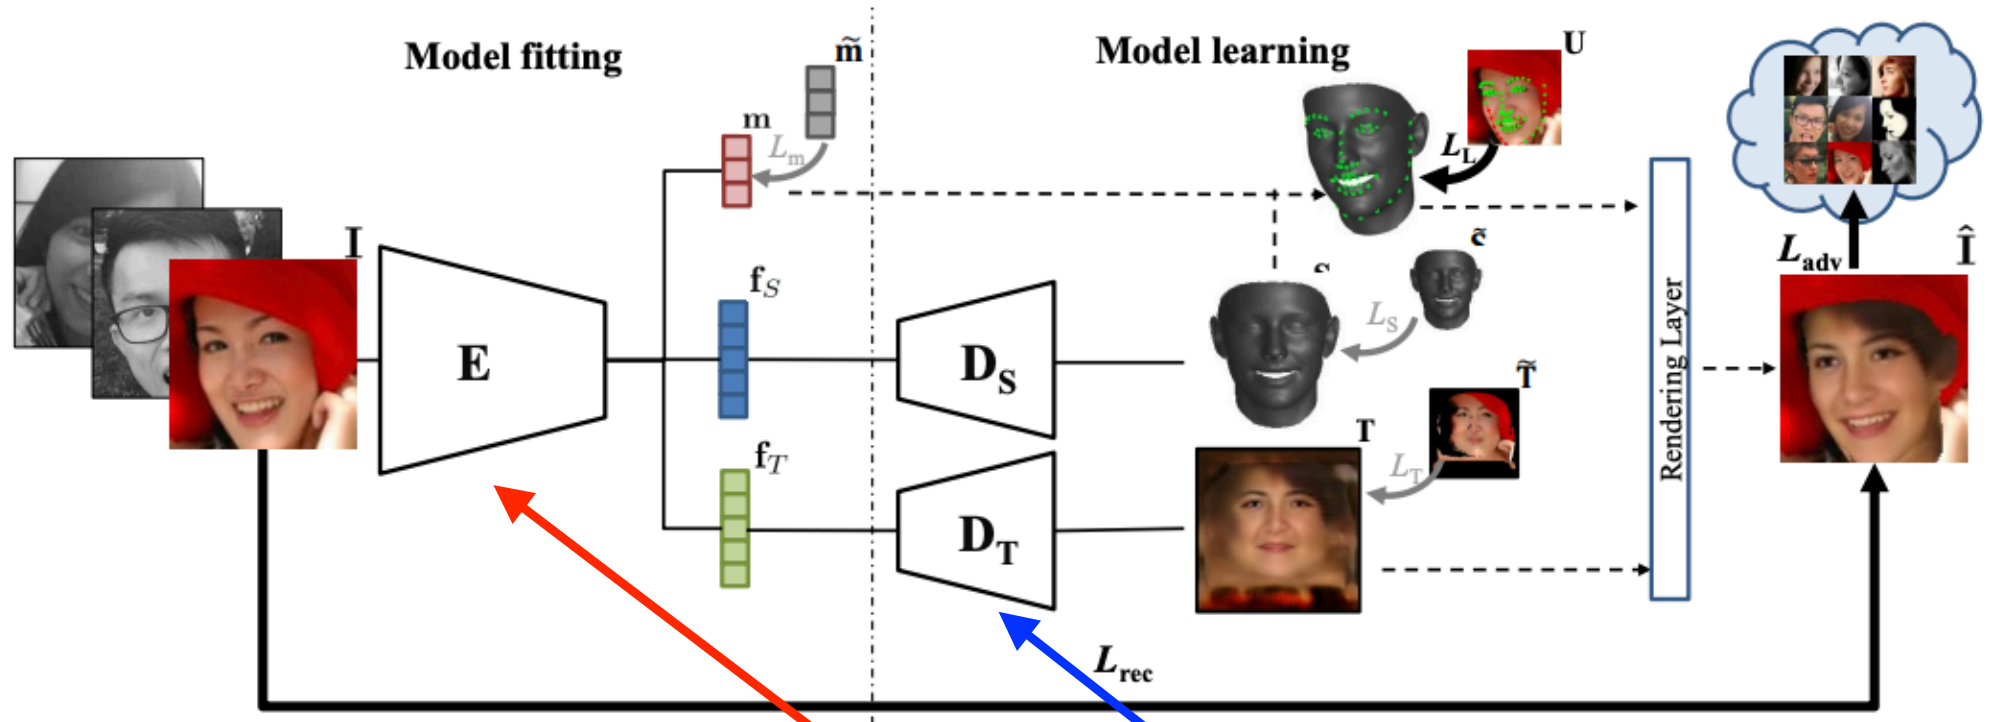 Model fitting
m̃
m
L_m
I
E
f_S
f_T
Model learning
U
L_L
D_S
L_S
T̃
T
D_T
L_T
L_rec
Rendering Layer
L_adv
Î